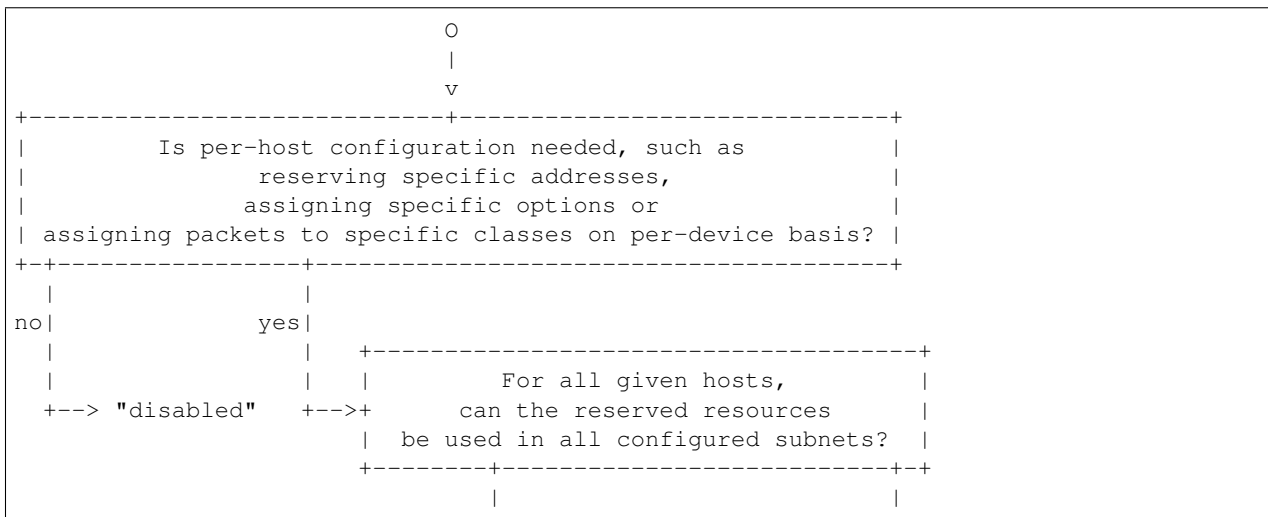 O
                              |
                              v
+-----------------------------+------------------------------+
|         Is per-host configuration needed, such as          |
|                reserving specific addresses,               |
|               assigning specific options or                |
| assigning packets to specific classes on per-device basis? |
+-+-----------------+----------------------------------------+
  |                 |
no|              yes|
  |                 |   +--------------------------------------+
  |                 |   |         For all given hosts,         |
  +--> "disabled"   +-->+      can the reserved resources      |
                        |  be used in all configured subnets?  |
                        +--------+---------------------------+-+
                                 |                           |